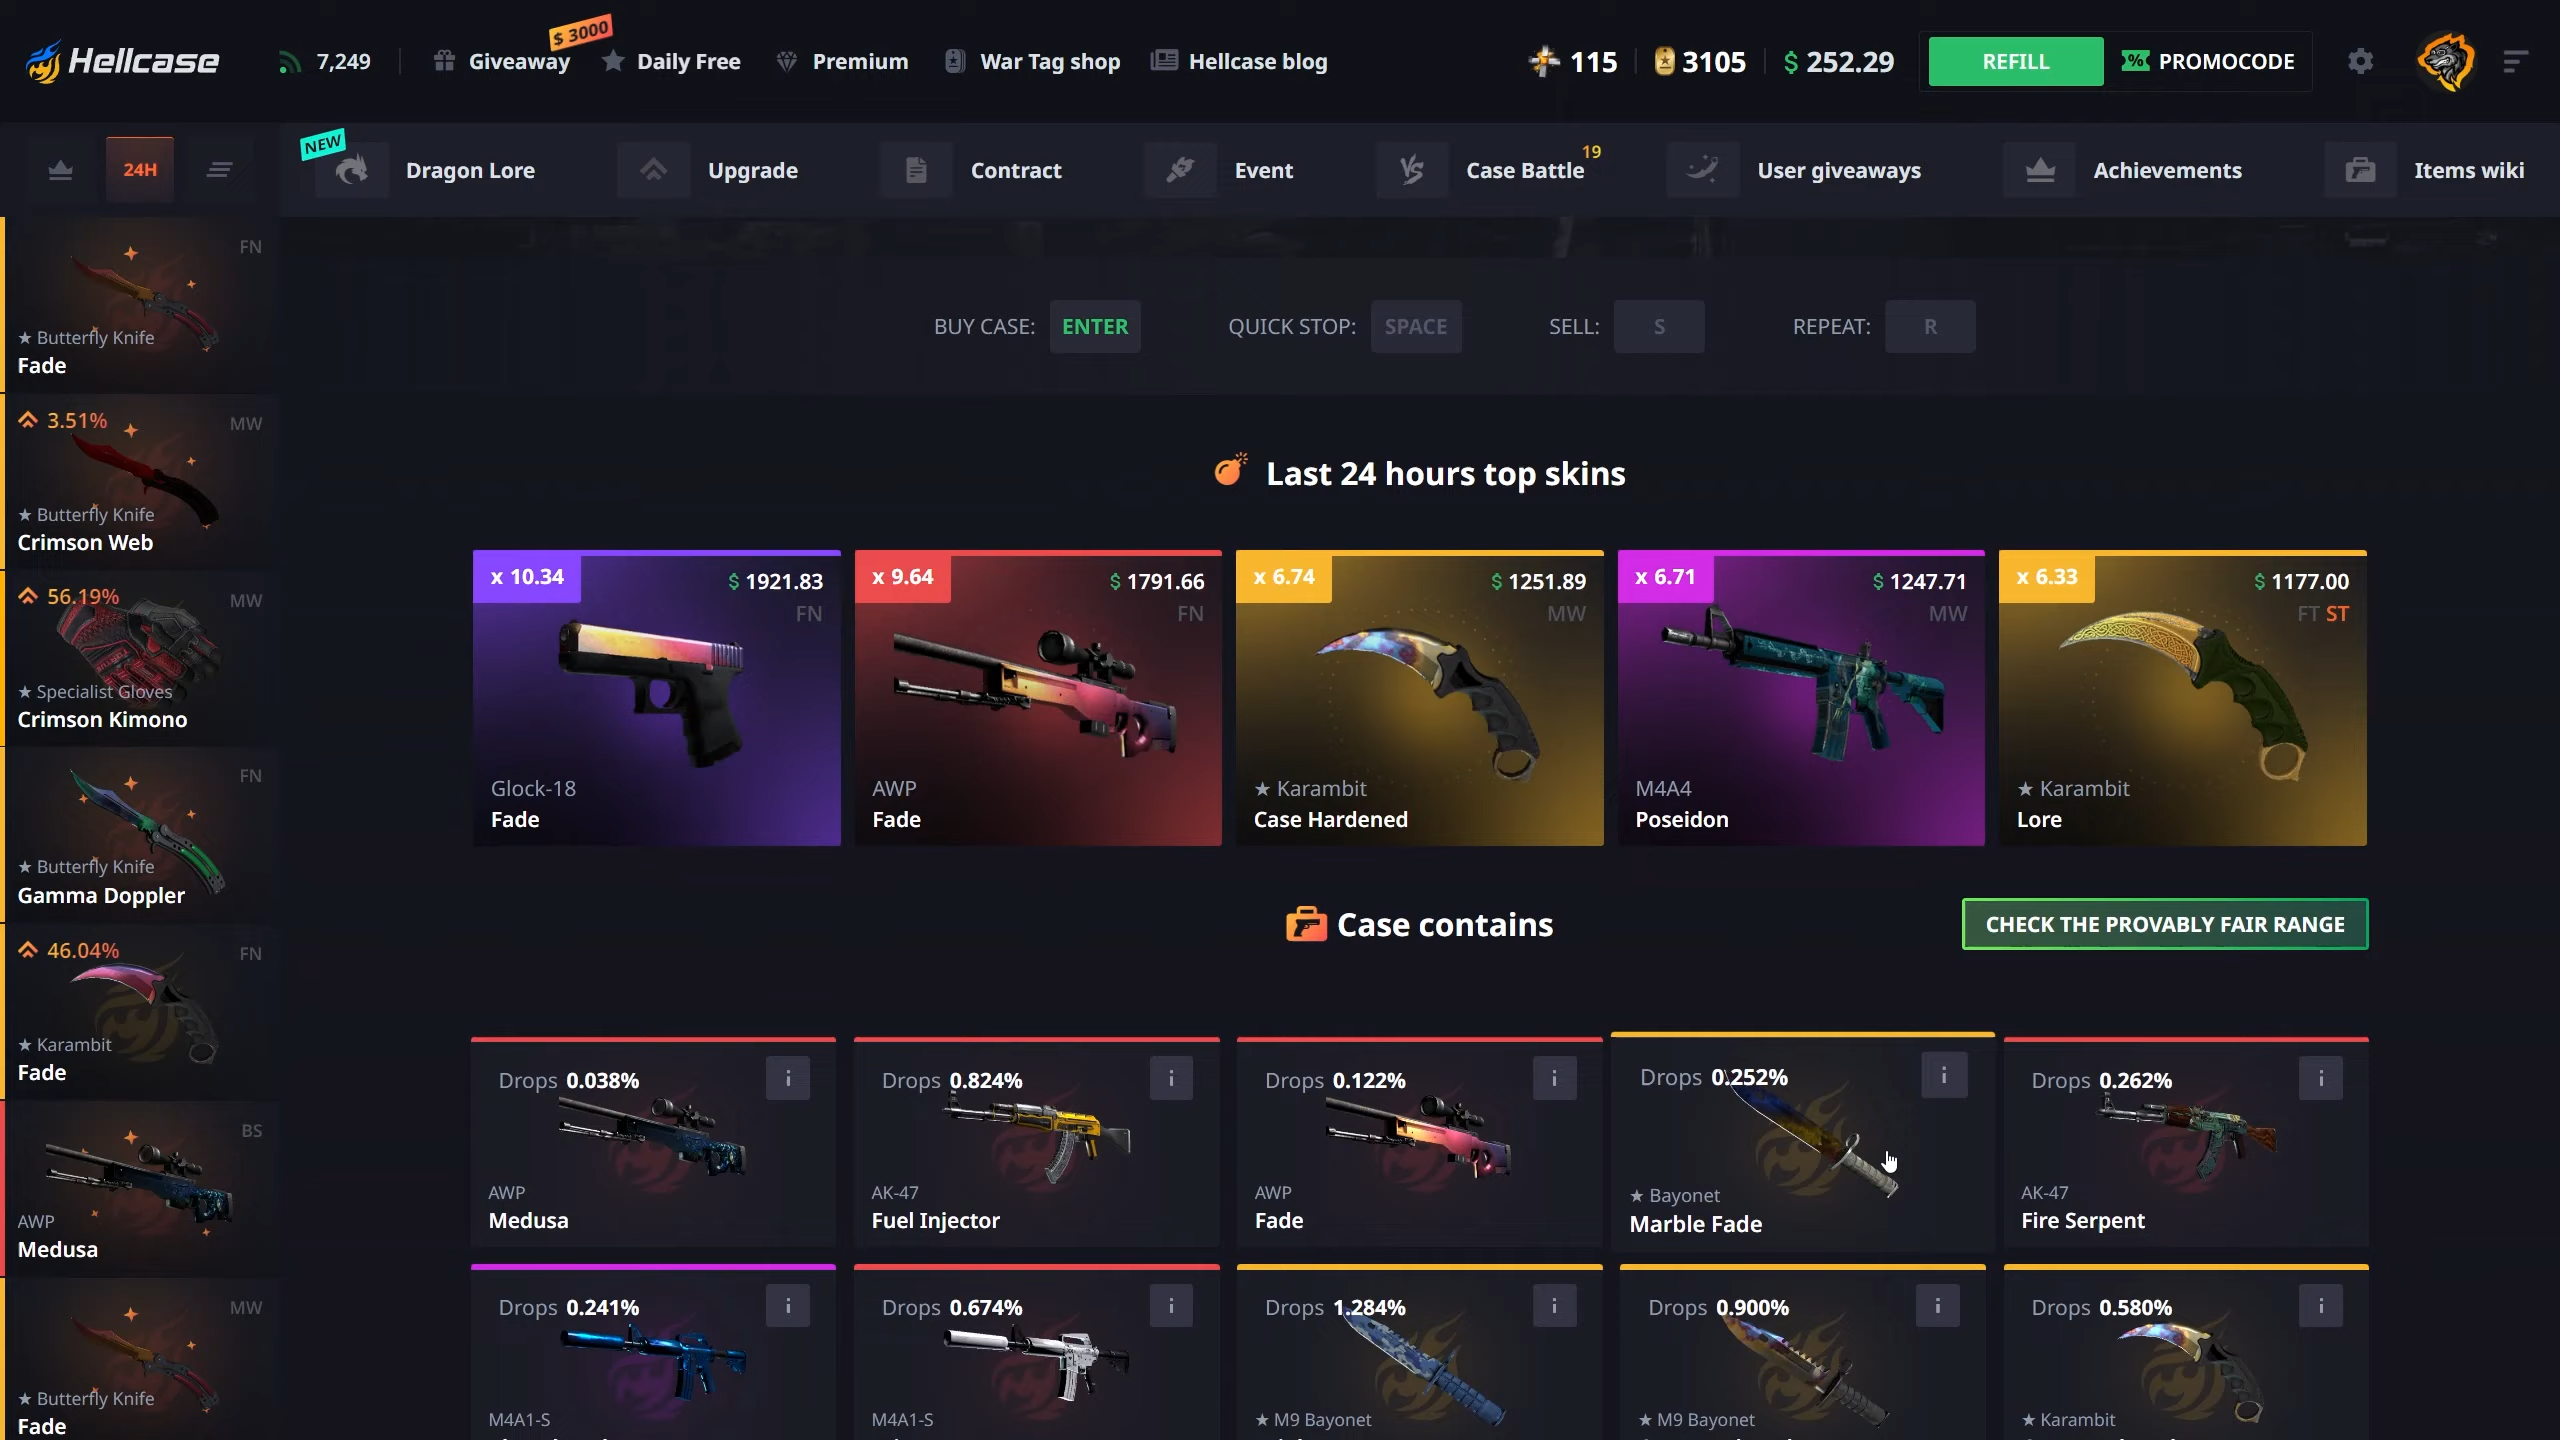 Hellcase
7,249
Giveaway
$ 3000
Daily Free
Premium
War Tag shop
Hellcase blog
115
3105
$ 252.29
REFILL
% PROMOCODE
24H
NEW
Dragon Lore
Upgrade
Contract
Event
VS
Case Battle
19
User giveaways
Achievements
Items wiki
FN
★ Butterfly Knife
Fade
3.51%
MW
★ Butterfly Knife
Crimson Web
56.19%
MW
★ Specialist Gloves
Crimson Kimono
FN
★ Butterfly Knife
Gamma Doppler
46.04%
FN
★ Karambit
Fade
BS
AWP
Medusa
MW
★ Butterfly Knife
Fade
BUY CASE: ENTER
QUICK STOP: SPACE
SELL: S
REPEAT: R
Last 24 hours top skins
x 10.34
$ 1921.83
FN
Glock-18
Fade
x 9.64
$ 1791.66
FN
AWP
Fade
x 6.74
$ 1251.89
MW
★ Karambit
Case Hardened
x 6.71
$ 1247.71
MW
M4A4
Poseidon
x 6.33
$ 1177.00
FT ST
★ Karambit
Lore
Case contains
CHECK THE PROVABLY FAIR RANGE
Drops 0.038%
i
AWP
Medusa
Drops 0.824%
i
AK-47
Fuel Injector
Drops 0.122%
i
AWP
Fade
Drops 0.252%
i
★ Bayonet
Marble Fade
Drops 0.262%
i
AK-47
Fire Serpent
Drops 0.241%
i
M4A1-S
Drops 0.674%
i
M4A1-S
Drops 1.284%
i
★ M9 Bayonet
Drops 0.900%
i
★ M9 Bayonet
Drops 0.580%
i
★ Karambit